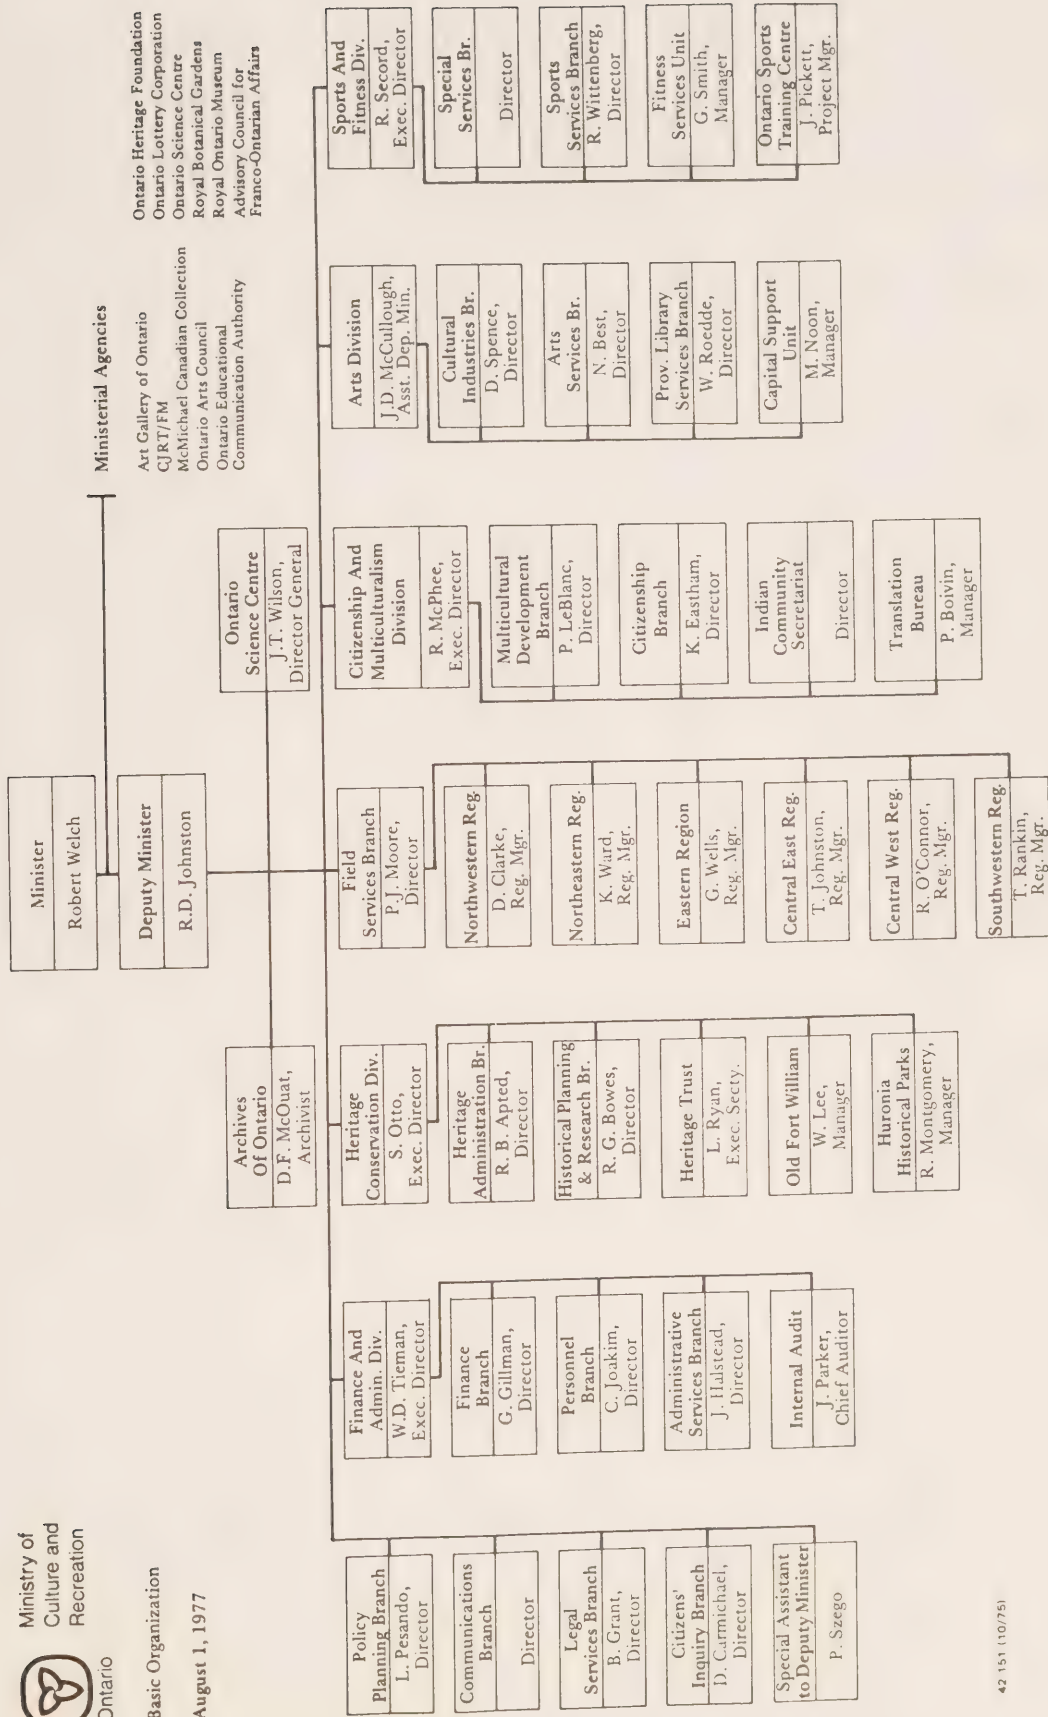 Ministry of
Culture and
Recreation
Ontario
Basic Organization
August 1, 1977
Minister
Robert Welch
Deputy Minister
R.D. Johnston
Ministerial Agencies
Art Gallery of Ontario
CJRT/FM
McMichael Canadian Collection
Ontario Arts Council
Ontario Educational
Communication Authority
Ontario Heritage Foundation
Ontario Lottery Corporation
Ontario Science Centre
Royal Botanical Gardens
Royal Ontario Museum
Advisory Council for
Franco-Ontarian Affairs
Archives
Of Ontario
D.F. McOuat,
Archivist
Ontario
Science Centre
J.T. Wilson,
Director General
Policy
Planning Branch
L. Pesando,
Director
Communications
Branch
Director
Legal
Services Branch
B. Grant,
Director
Citizens'
Inquiry Branch
D. Carmichael,
Director
Special Assistant
to Deputy Minister
P. Szego
Finance And
Admin. Div.
W.D. Tieman,
Exec. Director
Finance
Branch
G. Gillman,
Director
Personnel
Branch
C. Joakim,
Director
Administrative
Services Branch
J. Halstead,
Director
Internal Audit
J. Parker,
Chief Auditor
Heritage
Conservation Div.
S. Otto,
Exec. Director
Heritage
Administration Br.
R. B. Apted,
Director
Historical Planning
& Research Br.
R. G. Bowes,
Director
Heritage Trust
L. Ryan,
Exec. Secty.
Old Fort William
W. Lee,
Manager
Huronia
Historical Parks
R. Montgomery,
Manager
Field
Services Branch
P.J. Moore,
Director
Northwestern Reg.
D. Clarke,
Reg. Mgr.
Northeastern Reg.
K. Ward,
Reg. Mgr.
Eastern Region
G. Wells,
Reg. Mgr.
Central East Reg.
T. Johnston,
Reg. Mgr.
Central West Reg.
R. O'Connor,
Reg. Mgr.
Southwestern Reg.
T. Rankin,
Reg. Mgr.
Citizenship And
Multiculturalism
Division
R. McPhee,
Exec. Director
Multicultural
Development
Branch
P. LeBlanc,
Director
Citizenship
Branch
K. Eastham,
Director
Indian
Community
Secretariat
Director
Translation
Bureau
P. Boivin,
Manager
Arts Division
J.D. McCullough,
Asst. Dep. Min.
Cultural
Industries Br.
D. Spence,
Director
Arts
Services Br.
N. Best,
Director
Prov. Library
Services Branch
W. Roedde,
Director
Capital Support
Unit
M. Noon,
Manager
Sports And
Fitness Div.
R. Secord,
Exec. Director
Special
Services Br.
Director
Sports
Services Branch
R. Wittenberg,
Director
Fitness
Services Unit
G. Smith,
Manager
Ontario Sports
Training Centre
J. Pickett,
Project Mgr.
42 151 (10/75)